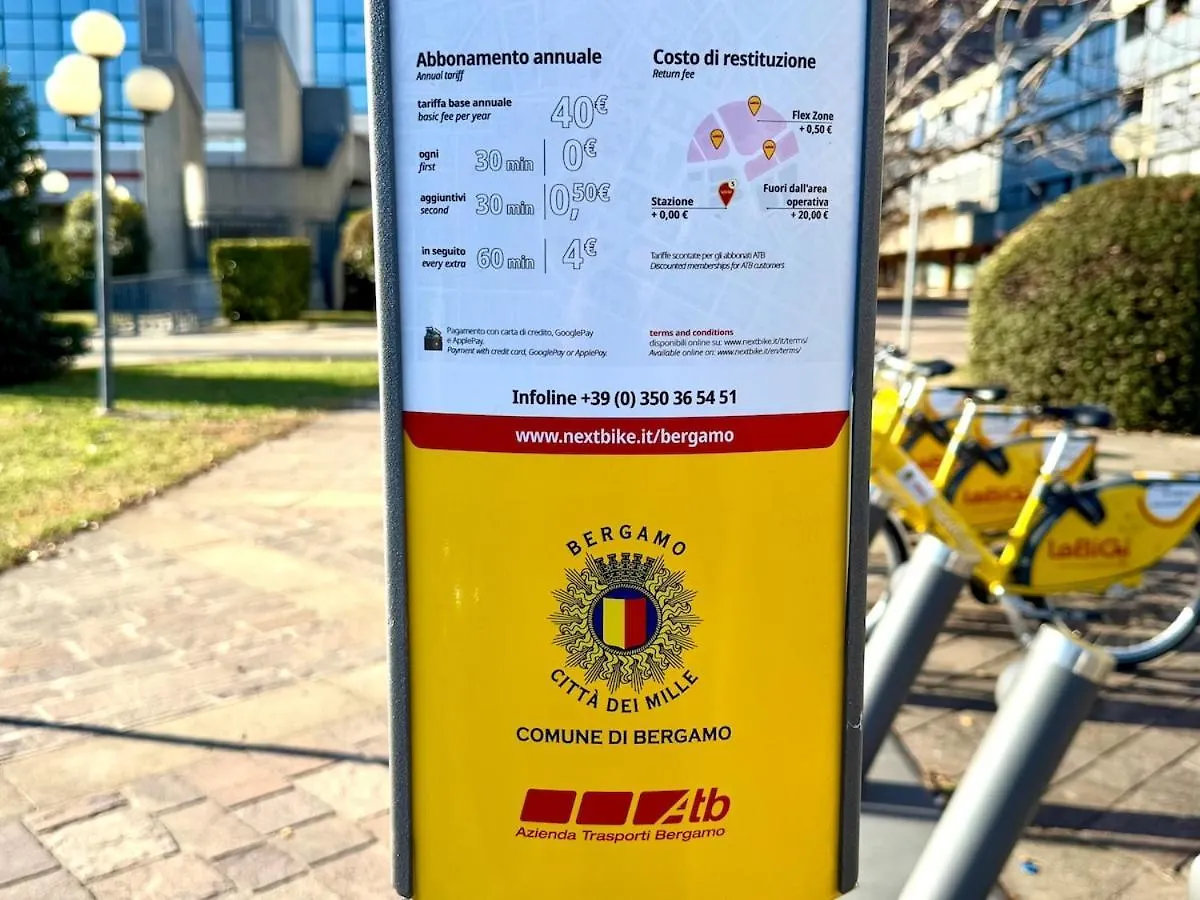 Abbonamento annuale
Annual tariff
tariffa base annuale
basic fee per year
40€
ogni
first
30 min
0€
aggiuntivi
second
30 min
0,50€
in seguito
every extra
60 min
4€
Costo di restituzione
Return fee
Flex Zone
+ 0,50 €
Stazione
+ 0,00 €
Fuori dall'area
operativa
+ 20,00 €
Tariffe scontate per gli abbonati ATB
Discounted memberships for ATB customers
Pagamento con carta di credito, GooglePay
e ApplePay.
Payment with credit card, GooglePay or ApplePay.
terms and conditions
disponibili online su: www.nextbike.it/it/terms/
Available online on: www.nextbike.it/en/terms/
Infoline +39 (0) 350 36 54 51
www.nextbike.it/bergamo
BERGAMO
CITTÀ DEI MILLE
COMUNE DI BERGAMO
Atb
Azienda Trasporti Bergamo
LaBiGi
LaBiGi